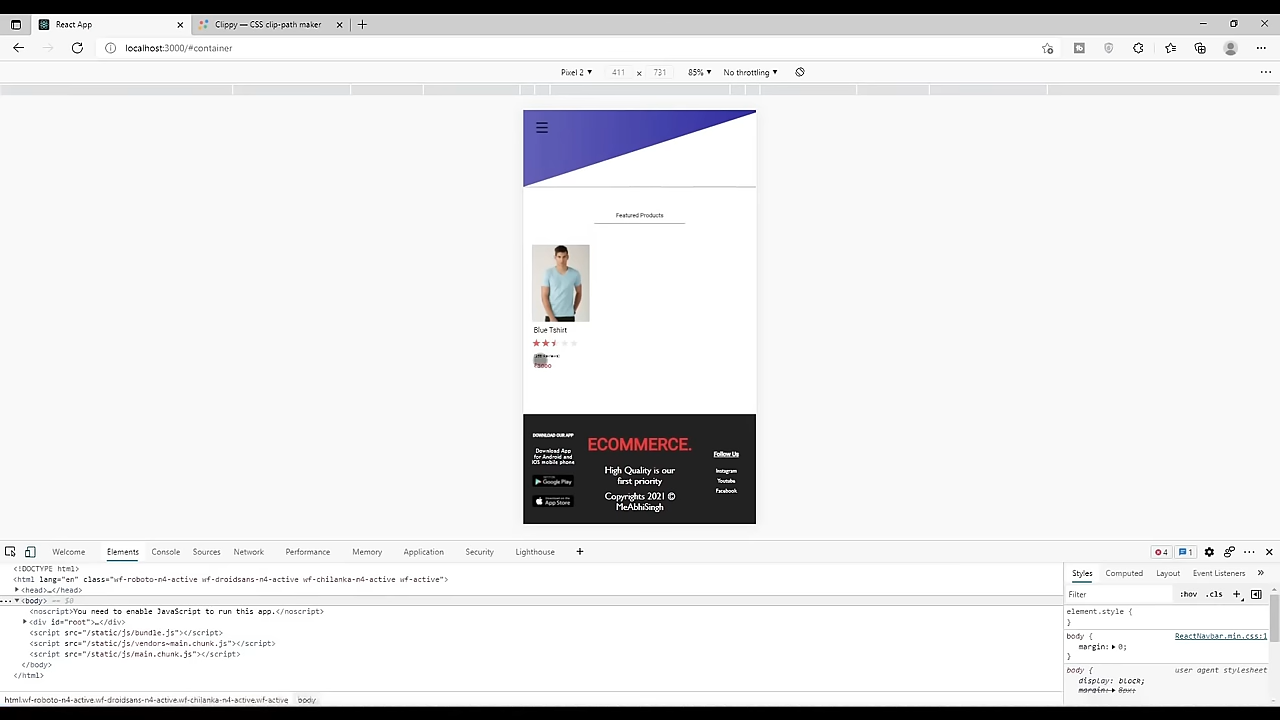 React App
Clippy — CSS clip-path maker
localhost:3000/#container
Pixel 2
411 x 731
85%
No throttling
Featured Products
Blue Tshirt
DOWNLOAD OUR APP
Download App
for Android and
IOS mobile phone
Google Play
App Store
ECOMMERCE.
High Quality is our
first priority
Copyrights 2021 ©
MeAbhiSingh
Follow Us
Instagram
Youtube
Facebook
Welcome
Elements
Console
Sources
Network
Performance
Memory
Application
Security
Lighthouse
4
1
<!DOCTYPE html>
<html lang="en" class="wf-roboto-n4-active wf-droidsans-n4-active wf-chilanka-n4-active wf-active">
<head>…</head>
<body> == $0
<noscript>You need to enable JavaScript to run this app.</noscript>
<div id="root">…</div>
<script src="/static/js/bundle.js"></script>
<script src="/static/js/vendors~main.chunk.js"></script>
<script src="/static/js/main.chunk.js"></script>
</body>
</html>
html.wf-roboto-n4-active.wf-droidsans-n4-active.wf-chilanka-n4-active.wf-active body
Styles Computed Layout Event Listeners
Filter :hov .cls
element.style {
}
body { ReactNavbar.min.css:1
margin: 0;
}
body { user agent stylesheet
display: block;
margin: 8px;